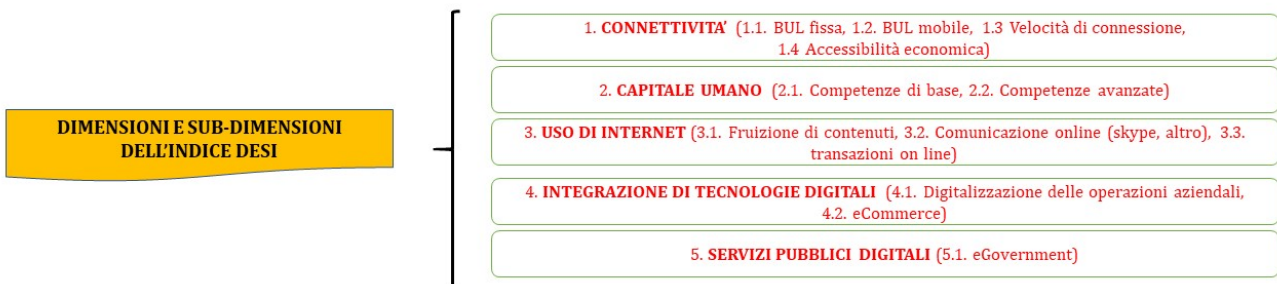 DIMENSIONI E SUB-DIMENSIONI
DELL'INDICE DESI
1. CONNETTIVITA’ (1.1. BUL fissa, 1.2. BUL mobile, 1.3 Velocità di connessione,
1.4 Accessibilità economica)
2. CAPITALE UMANO (2.1. Competenze di base, 2.2. Competenze avanzate)
3. USO DI INTERNET (3.1. Fruizione di contenuti, 3.2. Comunicazione online (skype, altro), 3.3.
transazioni on line)
4. INTEGRAZIONE DI TECNOLOGIE DIGITALI (4.1. Digitalizzazione delle operazioni aziendali,
4.2. eCommerce)
5. SERVIZI PUBBLICI DIGITALI (5.1. eGovernment)